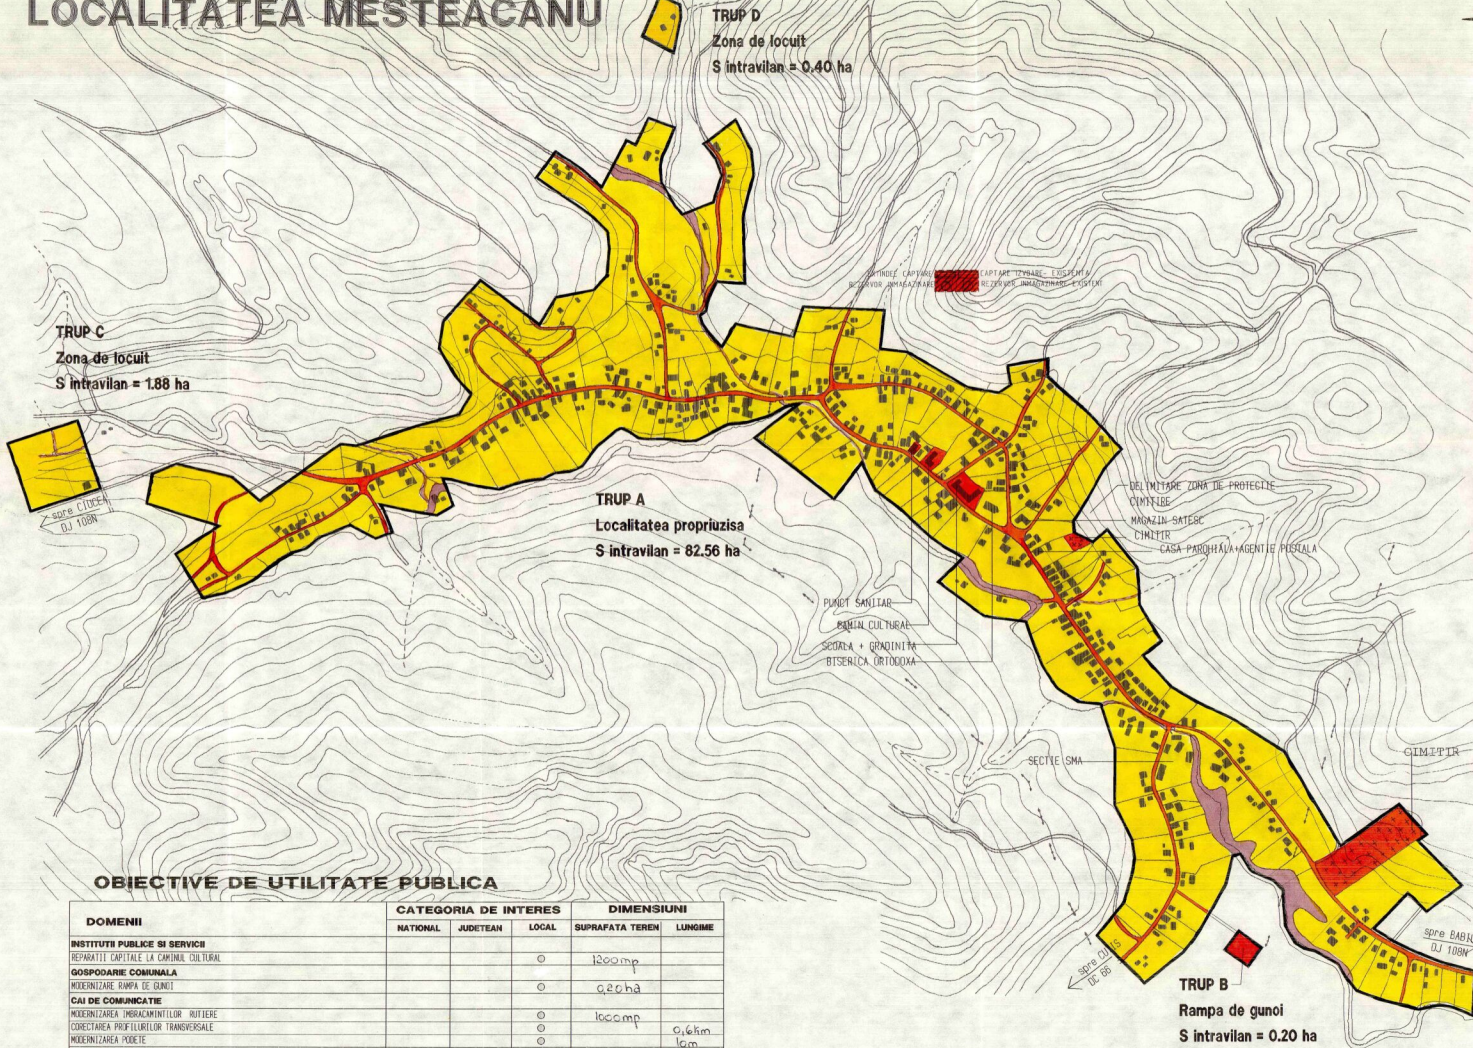 LOCALITATEA MESTEACANU
TRUP D
Zona de locuit
S intravilan = 0.40 ha
CAPTARE IZVOARE- EXISTENTA
REZERVOR INMAGAZINARE EXISTENT
EXTINDEE CAPTARE
REZERVOR INMAGAZINARE
TRUP C
Zona de locuit
S intravilan = 1.88 ha
spre CIOCEA
DJ 108N
TRUP A
Localitatea propriuzisa
S intravilan = 82.56 ha
DELIMITARE ZONA DE PROTECTIE
CIMITIRE
MAGAZIN SATESC
CIMITIR
CASA PAROHIALA+AGENTIE POSTALA
PUNCT SANITAR
CAMIN CULTURAL
SCOALA + GRADINITA
BISERICA ORTODOXA
SECTIE SMA
CIMITIR
spre
DC 66
TRUP B
Rampa de gunoi
S intravilan = 0.20 ha
spre
DJ 108N
OBIECTIVE DE UTILITATE PUBLICA
DOMENII
CATEGORIA DE INTERES
DIMENSIUNI
NATIONAL JUDETEAN LOCAL SUPRAFATA TEREN LUNGIME
INSTITUTII PUBLICE SI SERVICII
REPARATII CAPITALE LA CAMINUL CULTURAL 1200mp
GOSPODARIE COMUNALA
MODERNIZARE RAMPA DE GUNOI 0,20ha
CAI DE COMUNICATIE
MODERNIZAREA IMBRACAMINTILOR RUTIERE 1000mp
CORECTAREA PROFILURILOR TRANSVERSALE 0,6km
MODERNIZAREA PODETE 10m